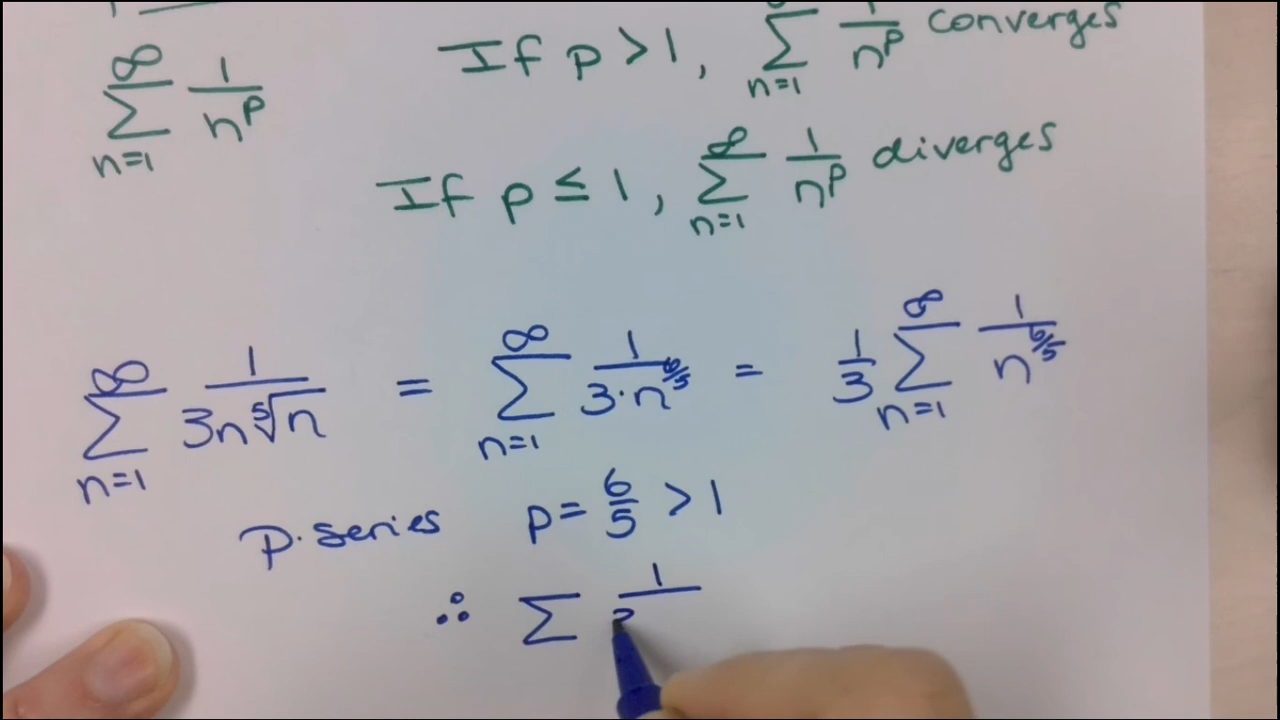 If p > 1, ∑_{n=1}^{∞} 1/n^p converges
∑_{n=1}^{∞} 1/n^p
If p ≤ 1, ∑_{n=1}^{∞} 1/n^p diverges
∑_{n=1}^{∞} 1/(3n ⁵√n) = ∑_{n=1}^{∞} 1/(3·n^{6/5}) = 1/3 ∑_{n=1}^{∞} 1/n^{6/5}
P-series p = 6/5 > 1
∴ ∑ 1/